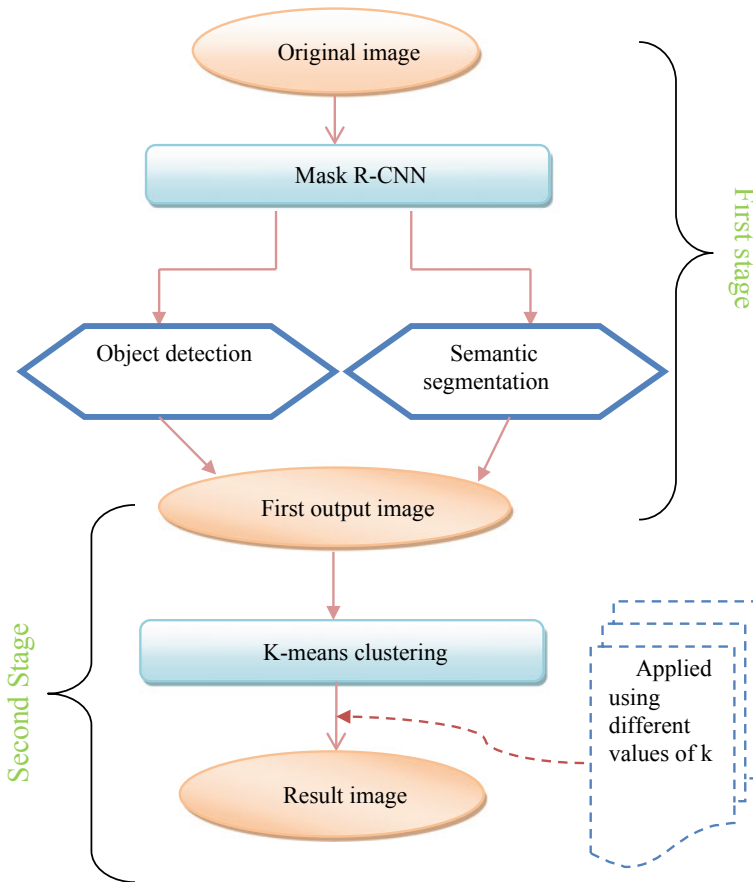 Original image
Mask R-CNN
First stage
Object detection
Semantic
segmentation
First output image
Second Stage
K-means clustering
Applied
using
different
values of k
Result image